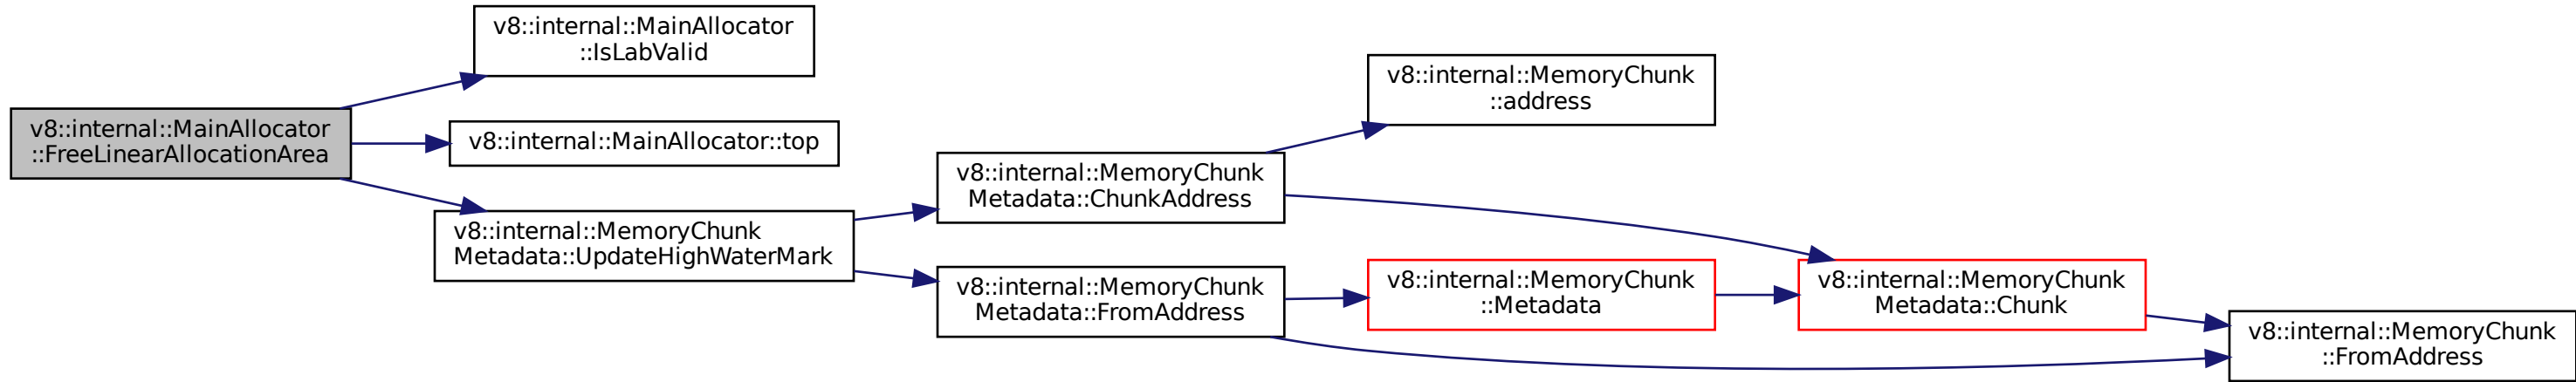 v8::internal::MainAllocator
::FreeLinearAllocationArea
v8::internal::MainAllocator
::IsLabValid
v8::internal::MainAllocator::top
v8::internal::MemoryChunk
Metadata::UpdateHighWaterMark
v8::internal::MemoryChunk
Metadata::ChunkAddress
v8::internal::MemoryChunk
Metadata::FromAddress
v8::internal::MemoryChunk
::address
v8::internal::MemoryChunk
::Metadata
v8::internal::MemoryChunk
Metadata::Chunk
v8::internal::MemoryChunk
::FromAddress